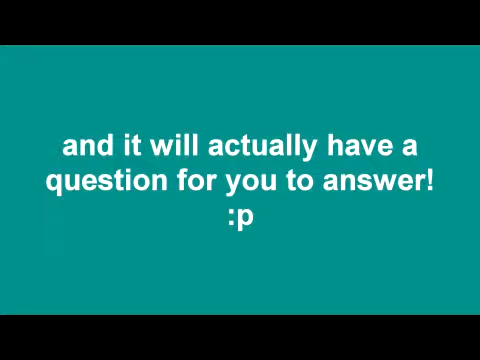 and it will actually have a
question for you to answer!
:p